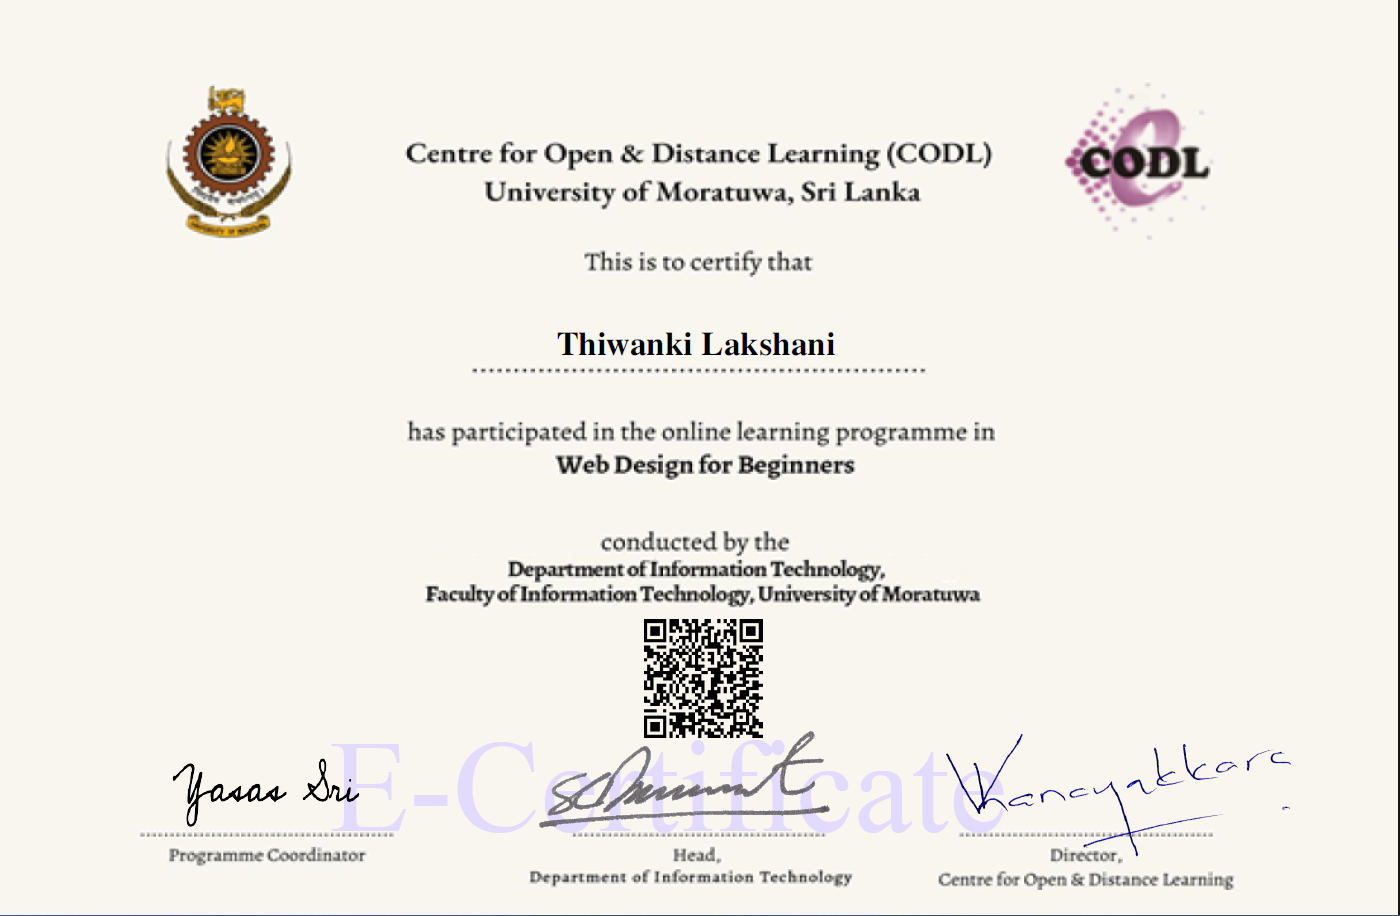 Centre for Open & Distance Learning (CODL)
University of Moratuwa, Sri Lanka
CODL
UNIVERSITY OF MORATUWA
This is to certify that
Thiwanki Lakshani
has participated in the online learning programme in
Web Design for Beginners
conducted by the
Department of Information Technology,
Faculty of Information Technology, University of Moratuwa
E-Certificate
Yasas Sri
Programme Coordinator
Head,
Department of Information Technology
Director,
Centre for Open & Distance Learning